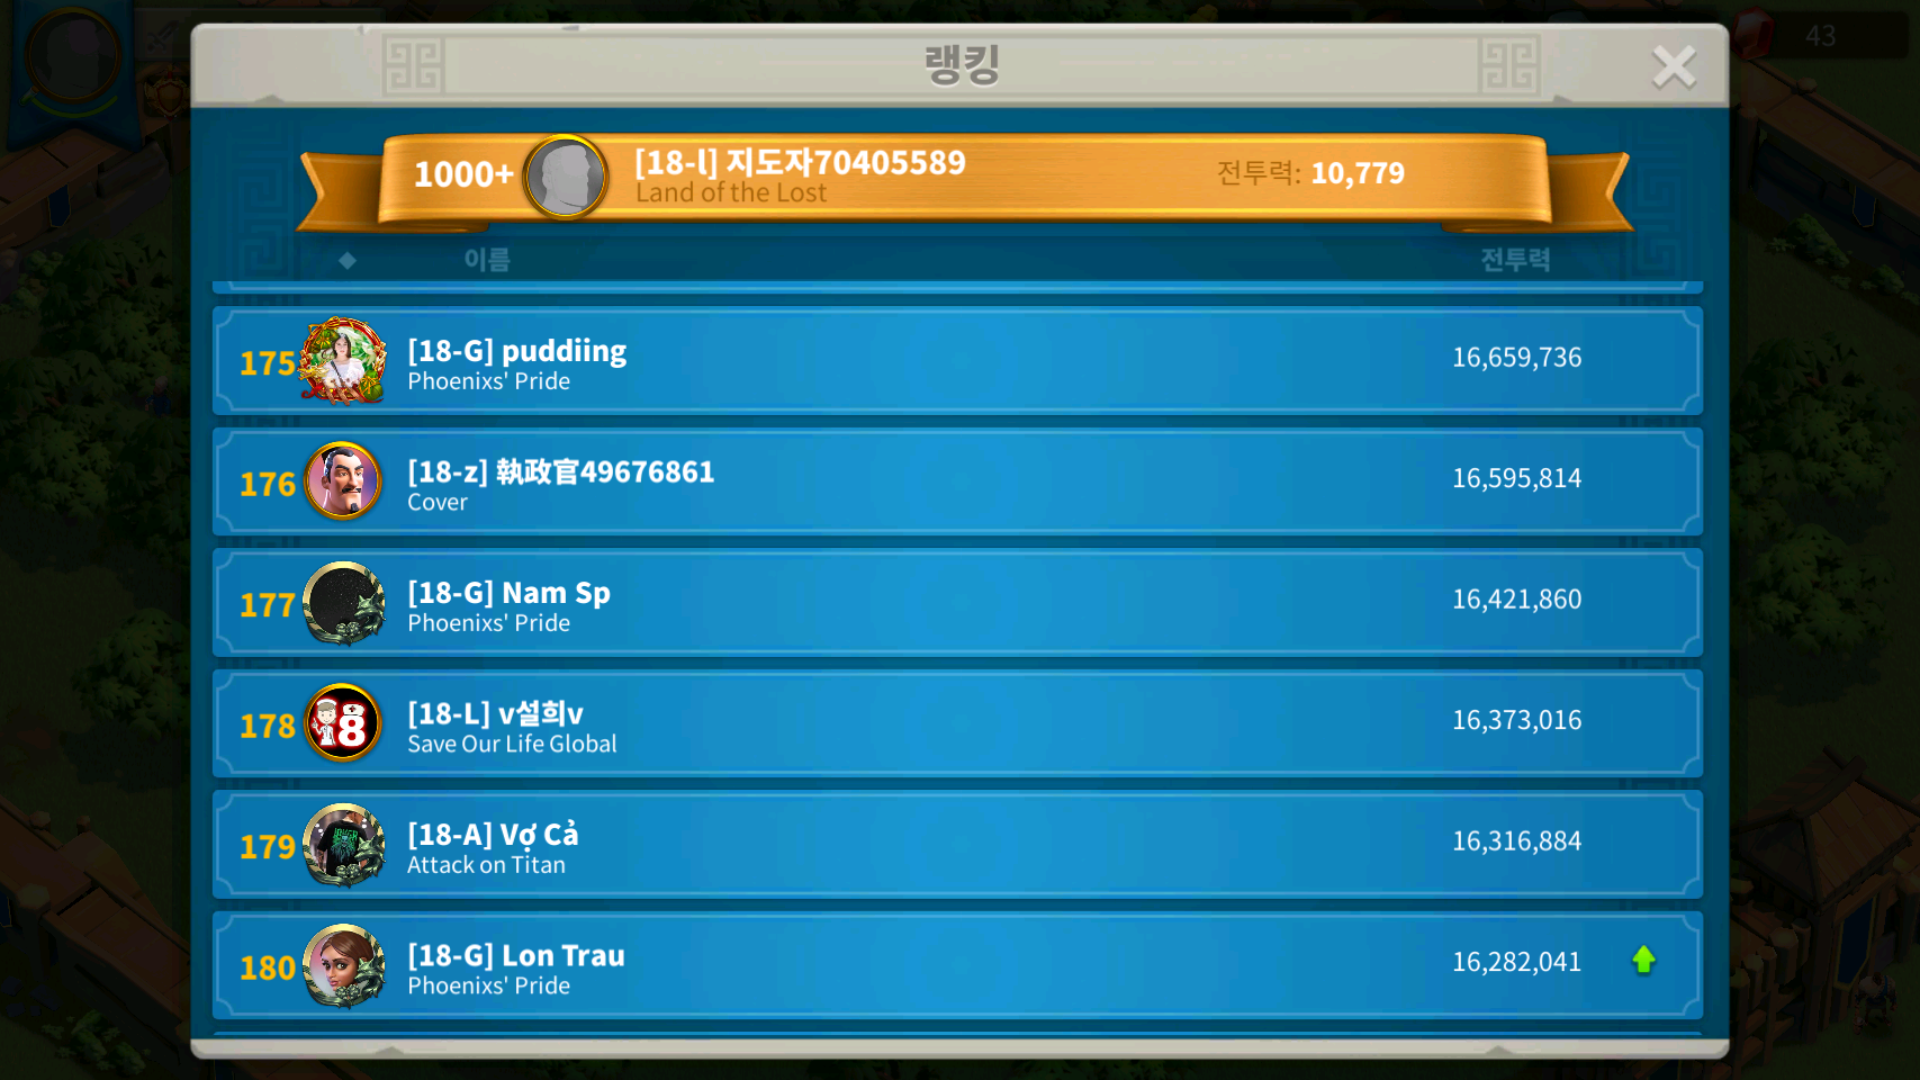 43
랭킹
1000+
[18-l] 지도자70405589
Land of the Lost
전투력: 10,779
이름
전투력
175
[18-G] puddiing
Phoenixs' Pride
16,659,736
176
[18-z] 執政官49676861
Cover
16,595,814
177
[18-G] Nam Sp
Phoenixs' Pride
16,421,860
178
18
[18-L] v설희v
Save Our Life Global
16,373,016
179
[18-A] Vợ Cả
Attack on Titan
16,316,884
180
[18-G] Lon Trau
Phoenixs' Pride
16,282,041